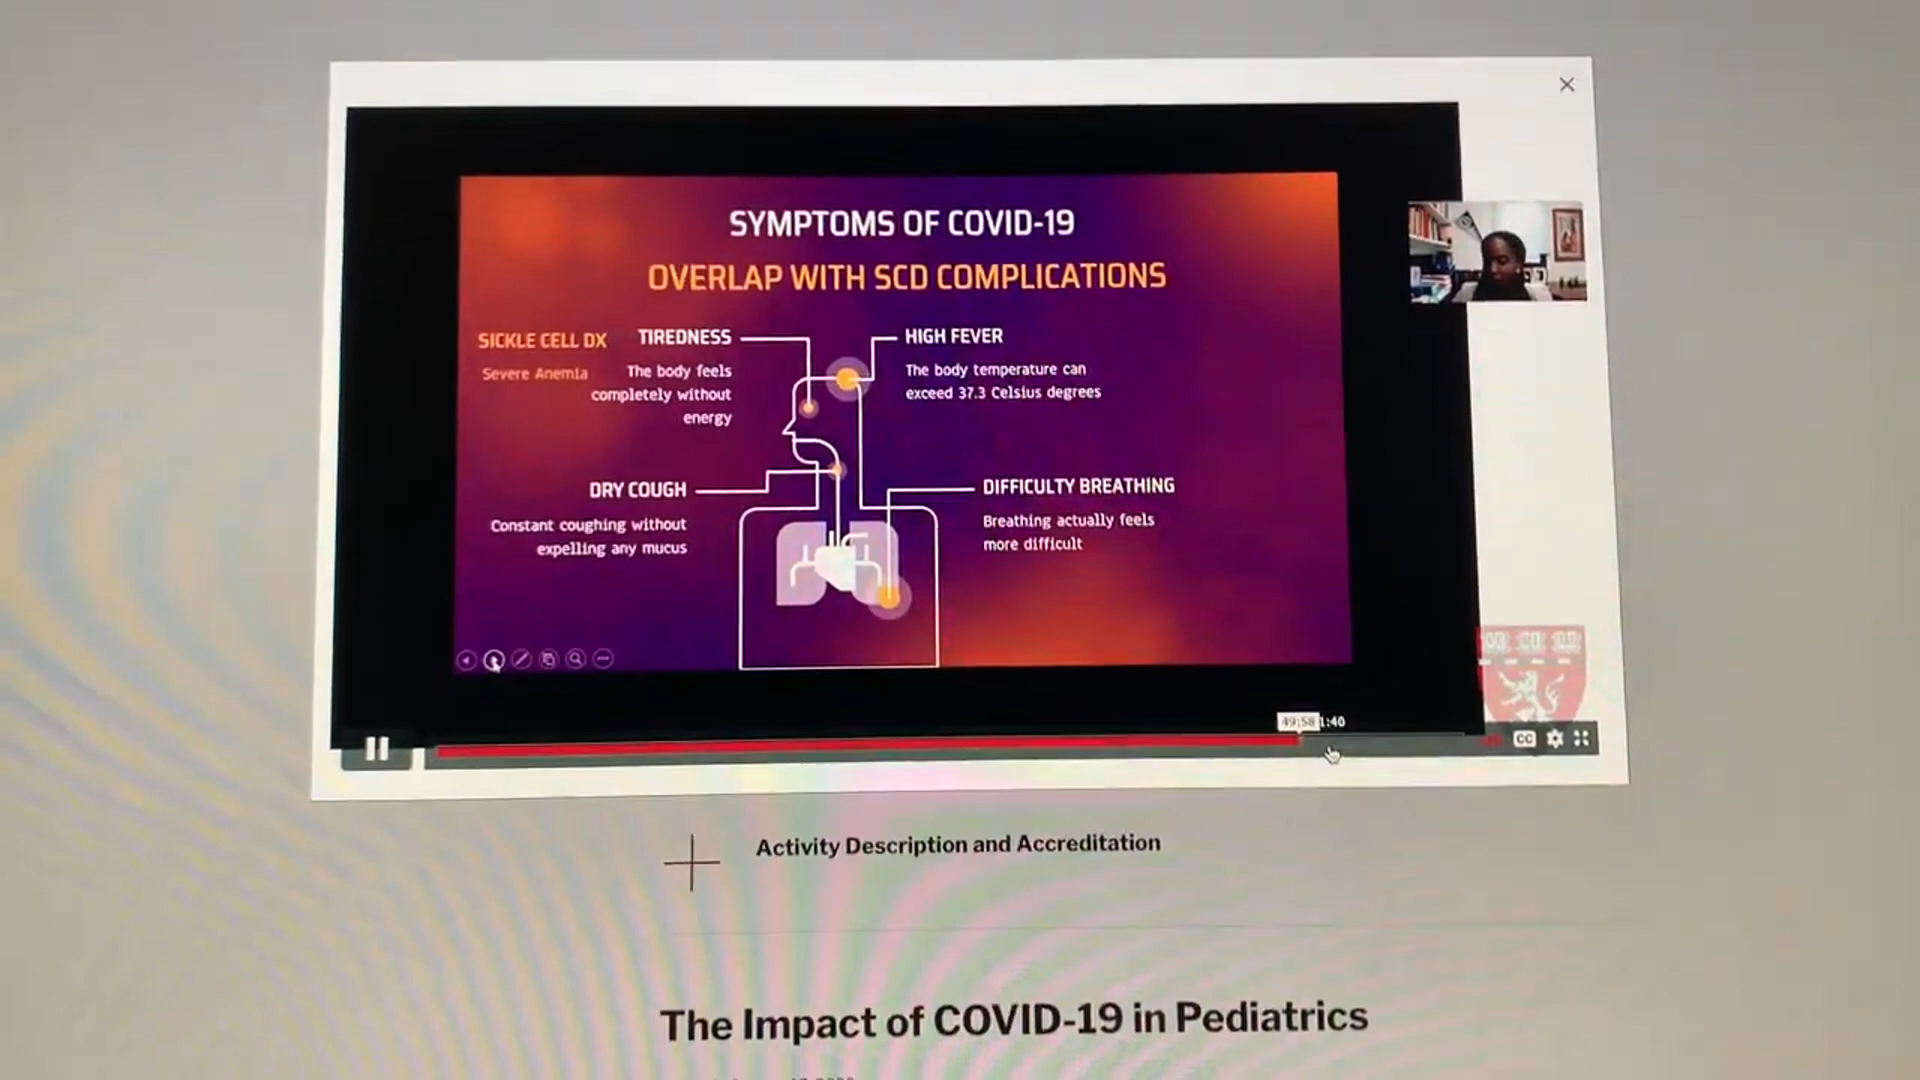 SYMPTOMS OF COVID-19
OVERLAP WITH SCD COMPLICATIONS
SICKLE CELL DX
Severe Anemia
TIREDNESS
The body feels
completely without
energy
HIGH FEVER
The body temperature can
exceed 37.3 Celsius degrees
DRY COUGH
Constant coughing without
expelling any mucus
DIFFICULTY BREATHING
Breathing actually feels
more difficult
49:58 1:40
CC
Activity Description and Accreditation
The Impact of COVID-19 in Pediatrics